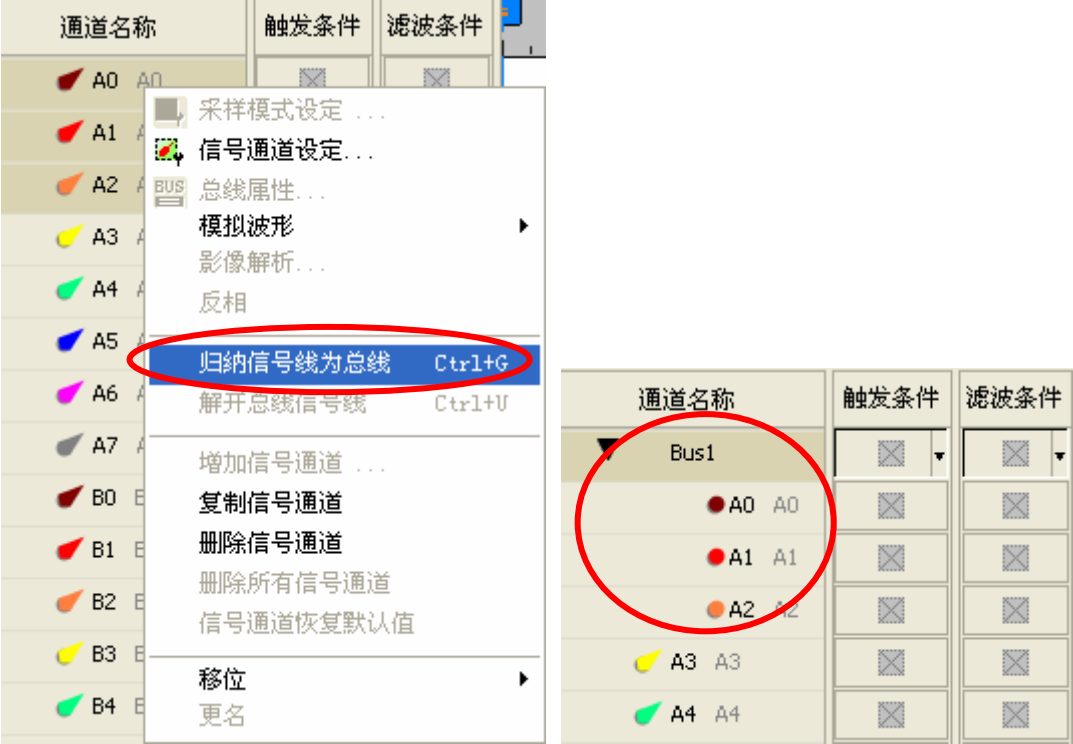 通道名称 触发条件 滤波条件
A0 A0
A1
A2
A3
A4
A5
A6
A7
B0
B1
B2
B3
B4
采样模式设定 ...
信号通道设定...
BUS 总线属性...
模拟波形
影像解析...
反相
归纳信号线为总线 Ctrl+G
解开总线信号线 Ctrl+U
增加信号通道 ...
复制信号通道
删除信号通道
删除所有信号通道
信号通道恢复默认值
移位
更名
通道名称 触发条件 滤波条件
Bus1
A0 A0
A1 A1
A2 A2
A3 A3
A4 A4